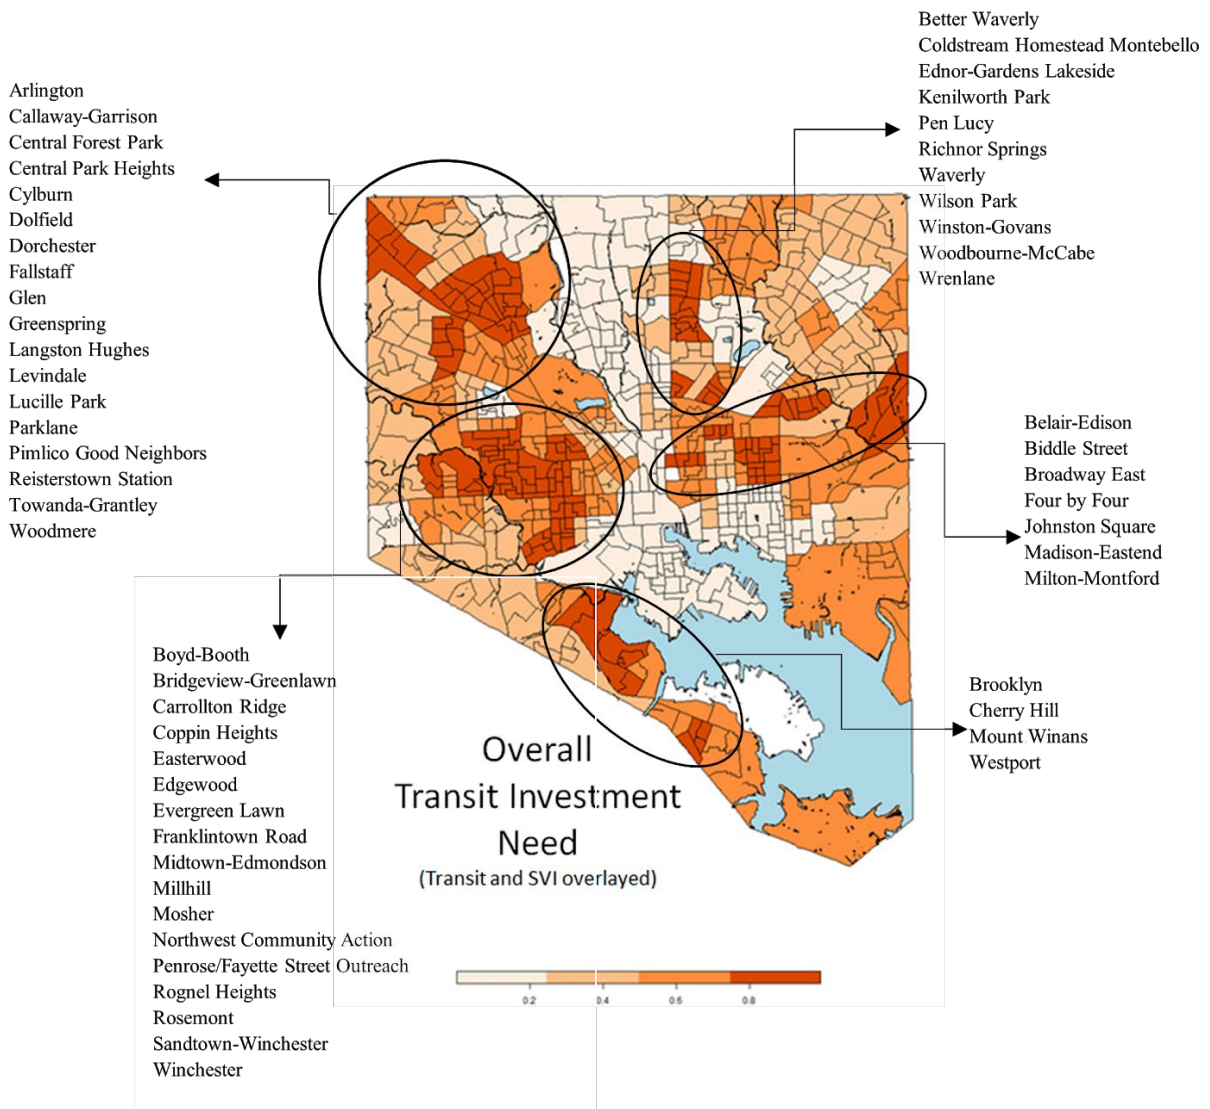 Better Waverly
Coldstream Homestead Montebello
Ednor-Gardens Lakeside
Kenilworth Park
Pen Lucy
Richnor Springs
Waverly
Wilson Park
Winston-Govans
Woodbourne-McCabe
Wrenlane
Arlington
Callaway-Garrison
Central Forest Park
Central Park Heights
Cylburn
Dolfield
Dorchester
Fallstaff
Glen
Greenspring
Langston Hughes
Levindale
Lucille Park
Parklane
Pimlico Good Neighbors
Reisterstown Station
Towanda-Grantley
Woodmere
Belair-Edison
Biddle Street
Broadway East
Four by Four
Johnston Square
Madison-Eastend
Milton-Montford
Boyd-Booth
Bridgeview-Greenlawn
Carrollton Ridge
Coppin Heights
Easterwood
Edgewood
Evergreen Lawn
Franklintown Road
Midtown-Edmondson
Millhill
Mosher
Northwest Community Action
Penrose/Fayette Street Outreach
Rognel Heights
Rosemont
Sandtown-Winchester
Winchester
Brooklyn
Cherry Hill
Mount Winans
Westport
Overall
Transit Investment
Need
(Transit and SVI overlayed)
0.2 0.4 0.6 0.8